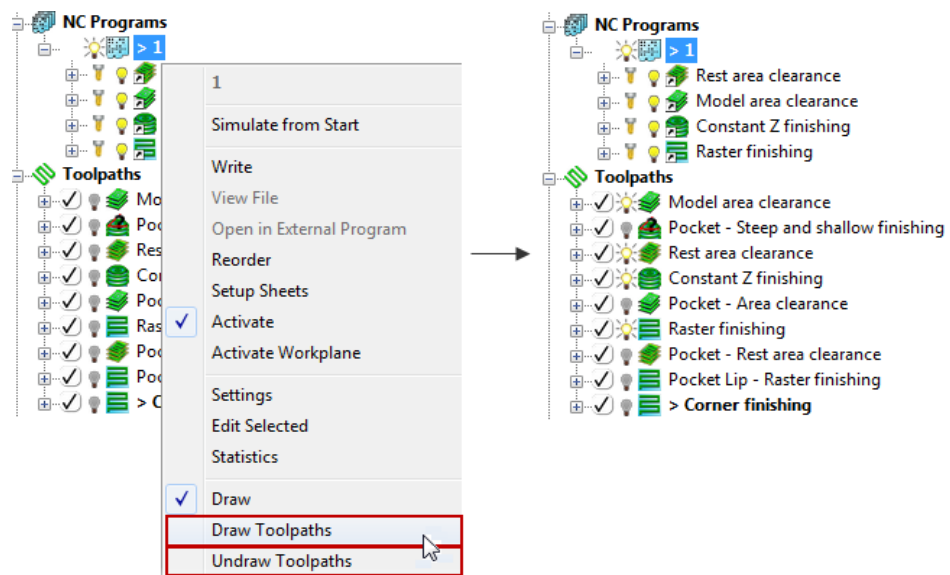 NC Programs
> 1
Toolpaths
Mo
Poc
Res
Cor
Poc
Ras
Poc
Poc
> C
1
Simulate from Start
Write
View File
Open in External Program
Reorder
Setup Sheets
Activate
Activate Workplane
Settings
Edit Selected
Statistics
Draw
Draw Toolpaths
Undraw Toolpaths
NC Programs
> 1
Rest area clearance
Model area clearance
Constant Z finishing
Raster finishing
Toolpaths
Model area clearance
Pocket - Steep and shallow finishing
Rest area clearance
Constant Z finishing
Pocket - Area clearance
Raster finishing
Pocket - Rest area clearance
Pocket Lip - Raster finishing
> Corner finishing